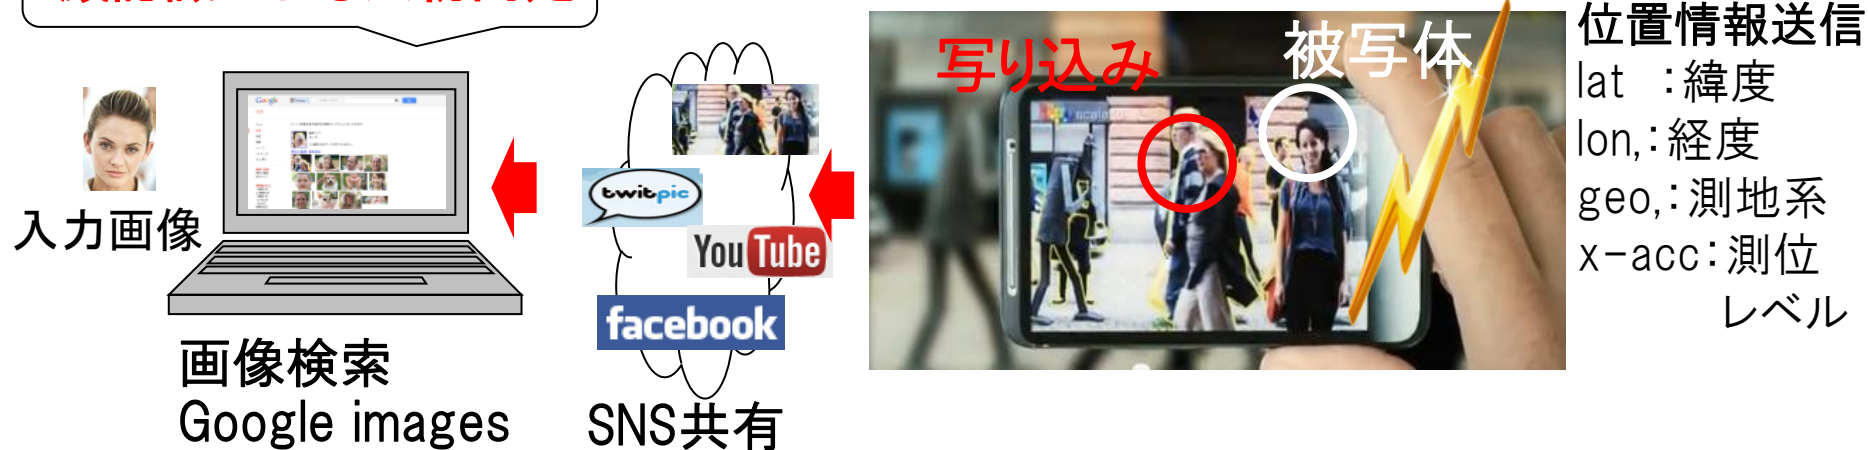 写り込み
被写体
位置情報送信
lat :緯度
lon,:経度
geo,:測地系
x-acc:測位
レベル
Google
twitpic
You Tube
facebook
入力画像
画像検索
Google images
SNS共有